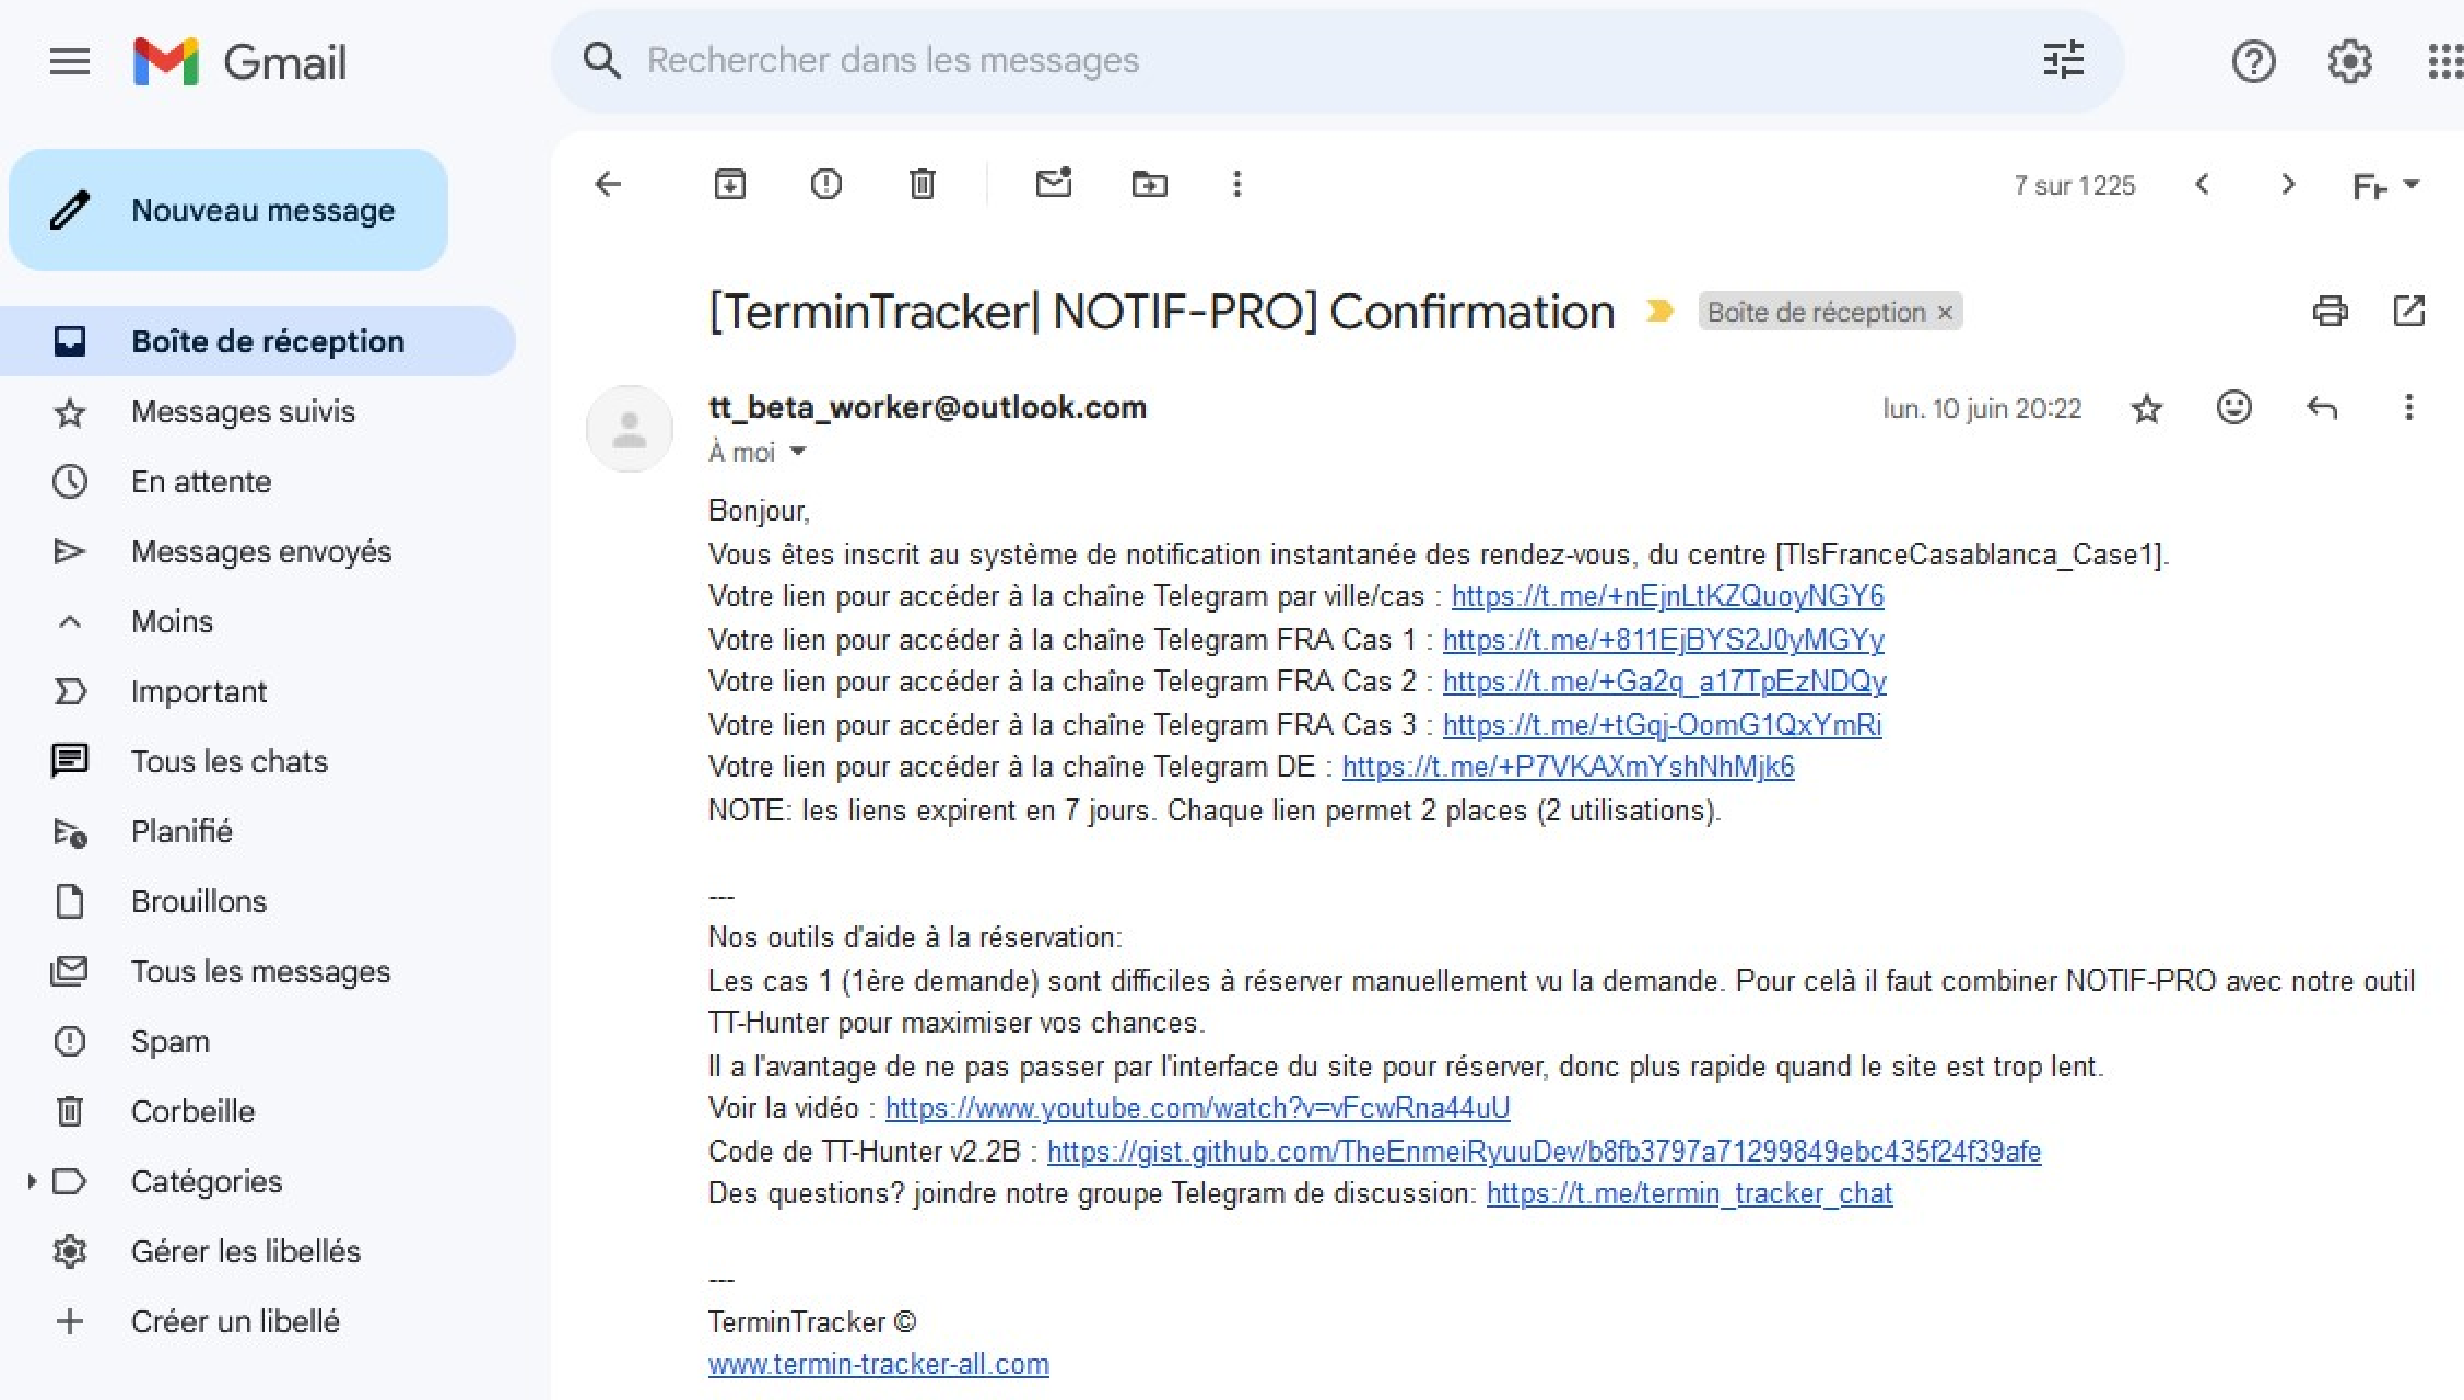 Gmail
Rechercher dans les messages
Nouveau message
Boîte de réception
Messages suivis
En attente
Messages envoyés
Moins
Important
Tous les chats
Planifié
Brouillons
Tous les messages
Spam
Corbeille
Catégories
Gérer les libellés
Créer un libellé
7 sur 1 225
Fr
[TerminTracker| NOTIF-PRO] Confirmation
Boîte de réception ×
tt_beta_worker@outlook.com
lun. 10 juin 20:22
À moi
Bonjour,
Vous êtes inscrit au système de notification instantanée des rendez-vous, du centre [TlsFranceCasablanca_Case1].
Votre lien pour accéder à la chaîne Telegram par ville/cas : https://t.me/+nEjnLtKZQuoyNGY6
Votre lien pour accéder à la chaîne Telegram FRA Cas 1 : https://t.me/+811EjBYS2J0yMGYy
Votre lien pour accéder à la chaîne Telegram FRA Cas 2 : https://t.me/+Ga2q_a17TpEzNDQy
Votre lien pour accéder à la chaîne Telegram FRA Cas 3 : https://t.me/+tGqj-OomG1QxYmRi
Votre lien pour accéder à la chaîne Telegram DE : https://t.me/+P7VKAXmYshNhMjk6
NOTE: les liens expirent en 7 jours. Chaque lien permet 2 places (2 utilisations).
---
Nos outils d'aide à la réservation:
Les cas 1 (1ère demande) sont difficiles à réserver manuellement vu la demande. Pour celà il faut combiner NOTIF-PRO avec notre outil
TT-Hunter pour maximiser vos chances.
Il a l'avantage de ne pas passer par l'interface du site pour réserver, donc plus rapide quand le site est trop lent.
Voir la vidéo : https://www.youtube.com/watch?v=vFcwRna44uU
Code de TT-Hunter v2.2B : https://gist.github.com/TheEnmeiRyuuDev/b8fb3797a71299849ebc435f24f39afe
Des questions? joindre notre groupe Telegram de discussion: https://t.me/termin_tracker_chat
---
TerminTracker ©
www.termin-tracker-all.com